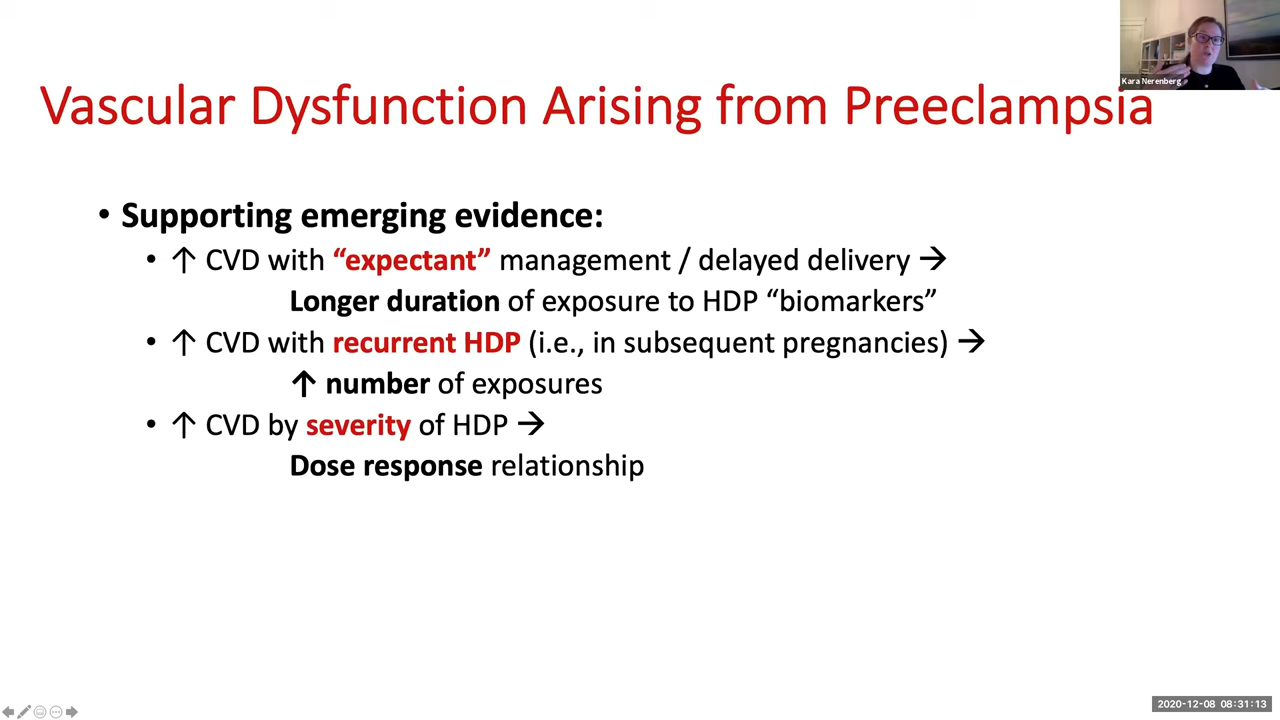 Kara Nerenberg
Vascular Dysfunction Arising from Preeclampsia
• Supporting emerging evidence:
• ↑ CVD with “expectant” management / delayed delivery →
Longer duration of exposure to HDP “biomarkers”
• ↑ CVD with recurrent HDP (i.e., in subsequent pregnancies) →
↑ number of exposures
• ↑ CVD by severity of HDP →
Dose response relationship
2020-12-08 08:31:13